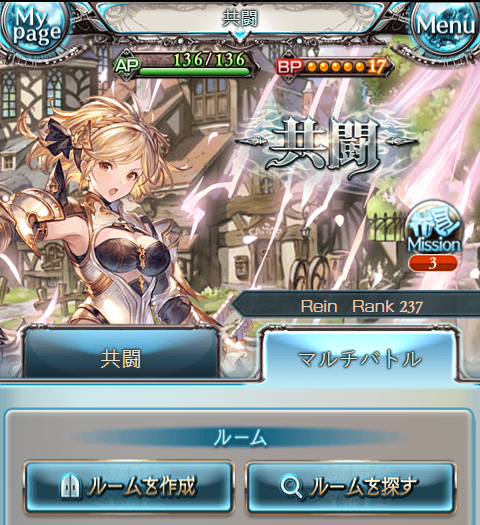 My page
共闘
Menu
AP 136/136
BP 17
共闘
Mission
3
Rein Rank 237
共闘
マルチバトル
ルーム
ルームを作成
ルームを探す